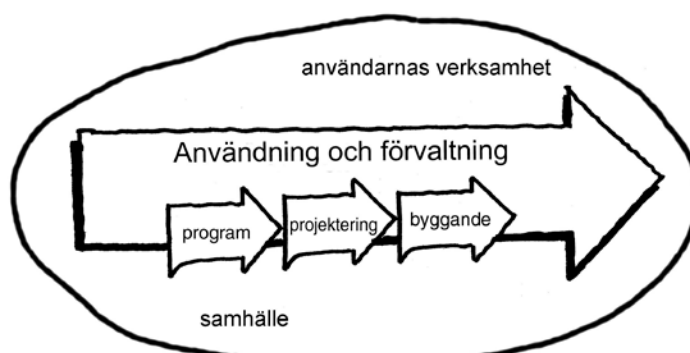 användarnas verksamhet
Användning och förvaltning
program
projektering
byggande
samhälle